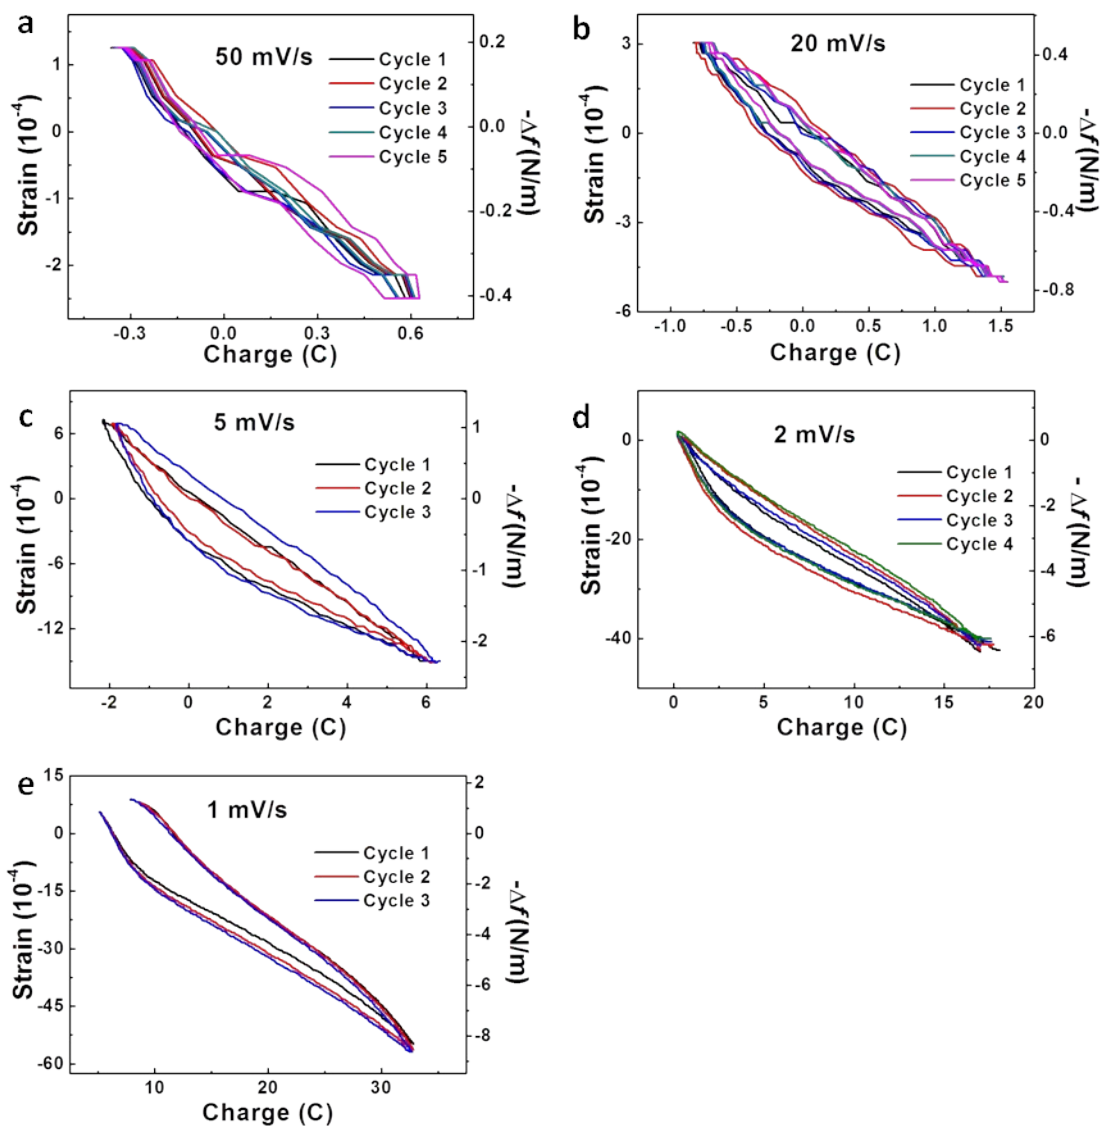 a
50 mV/s
Cycle 1
Cycle 2
Cycle 3
Cycle 4
Cycle 5
1
0
-1
-2
Strain (10⁻⁴)
0.2
0.0
-0.2
-0.4
-Δf(N/m)
-0.3
0.0
0.3
0.6
Charge (C)
b
20 mV/s
Cycle 1
Cycle 2
Cycle 3
Cycle 4
Cycle 5
3
0
-3
-6
Strain (10⁻⁴)
0.4
0.0
-0.4
-0.8
-Δf(N/m)
-1.0
-0.5
0.0
0.5
1.0
1.5
Charge (C)
c
5 mV/s
Cycle 1
Cycle 2
Cycle 3
6
0
-6
-12
Strain (10⁻⁴)
1
0
-1
-2
-Δf(N/m)
-2
0
2
4
6
Charge (C)
d
2 mV/s
Cycle 1
Cycle 2
Cycle 3
Cycle 4
0
-20
-40
Strain (10⁻⁴)
0
-2
-4
-6
-Δf(N/m)
0
5
10
15
20
Charge (C)
e
1 mV/s
Cycle 1
Cycle 2
Cycle 3
15
0
-15
-30
-45
-60
Strain (10⁻⁴)
2
0
-2
-4
-6
-8
-Δf(N/m)
10
20
30
Charge (C)